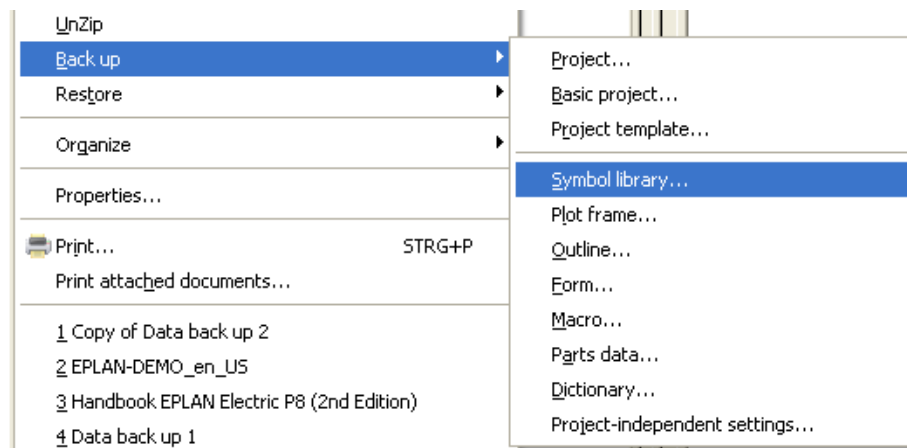 UnZip
Back up
Restore
Organize
Properties...
Print... STRG+P
Print attached documents...
1 Copy of Data back up 2
2 EPLAN-DEMO_en_US
3 Handbook EPLAN Electric P8 (2nd Edition)
4 Data back up 1
Project...
Basic project...
Project template...
Symbol library...
Plot frame...
Outline...
Form...
Macro...
Parts data...
Dictionary...
Project-independent settings...